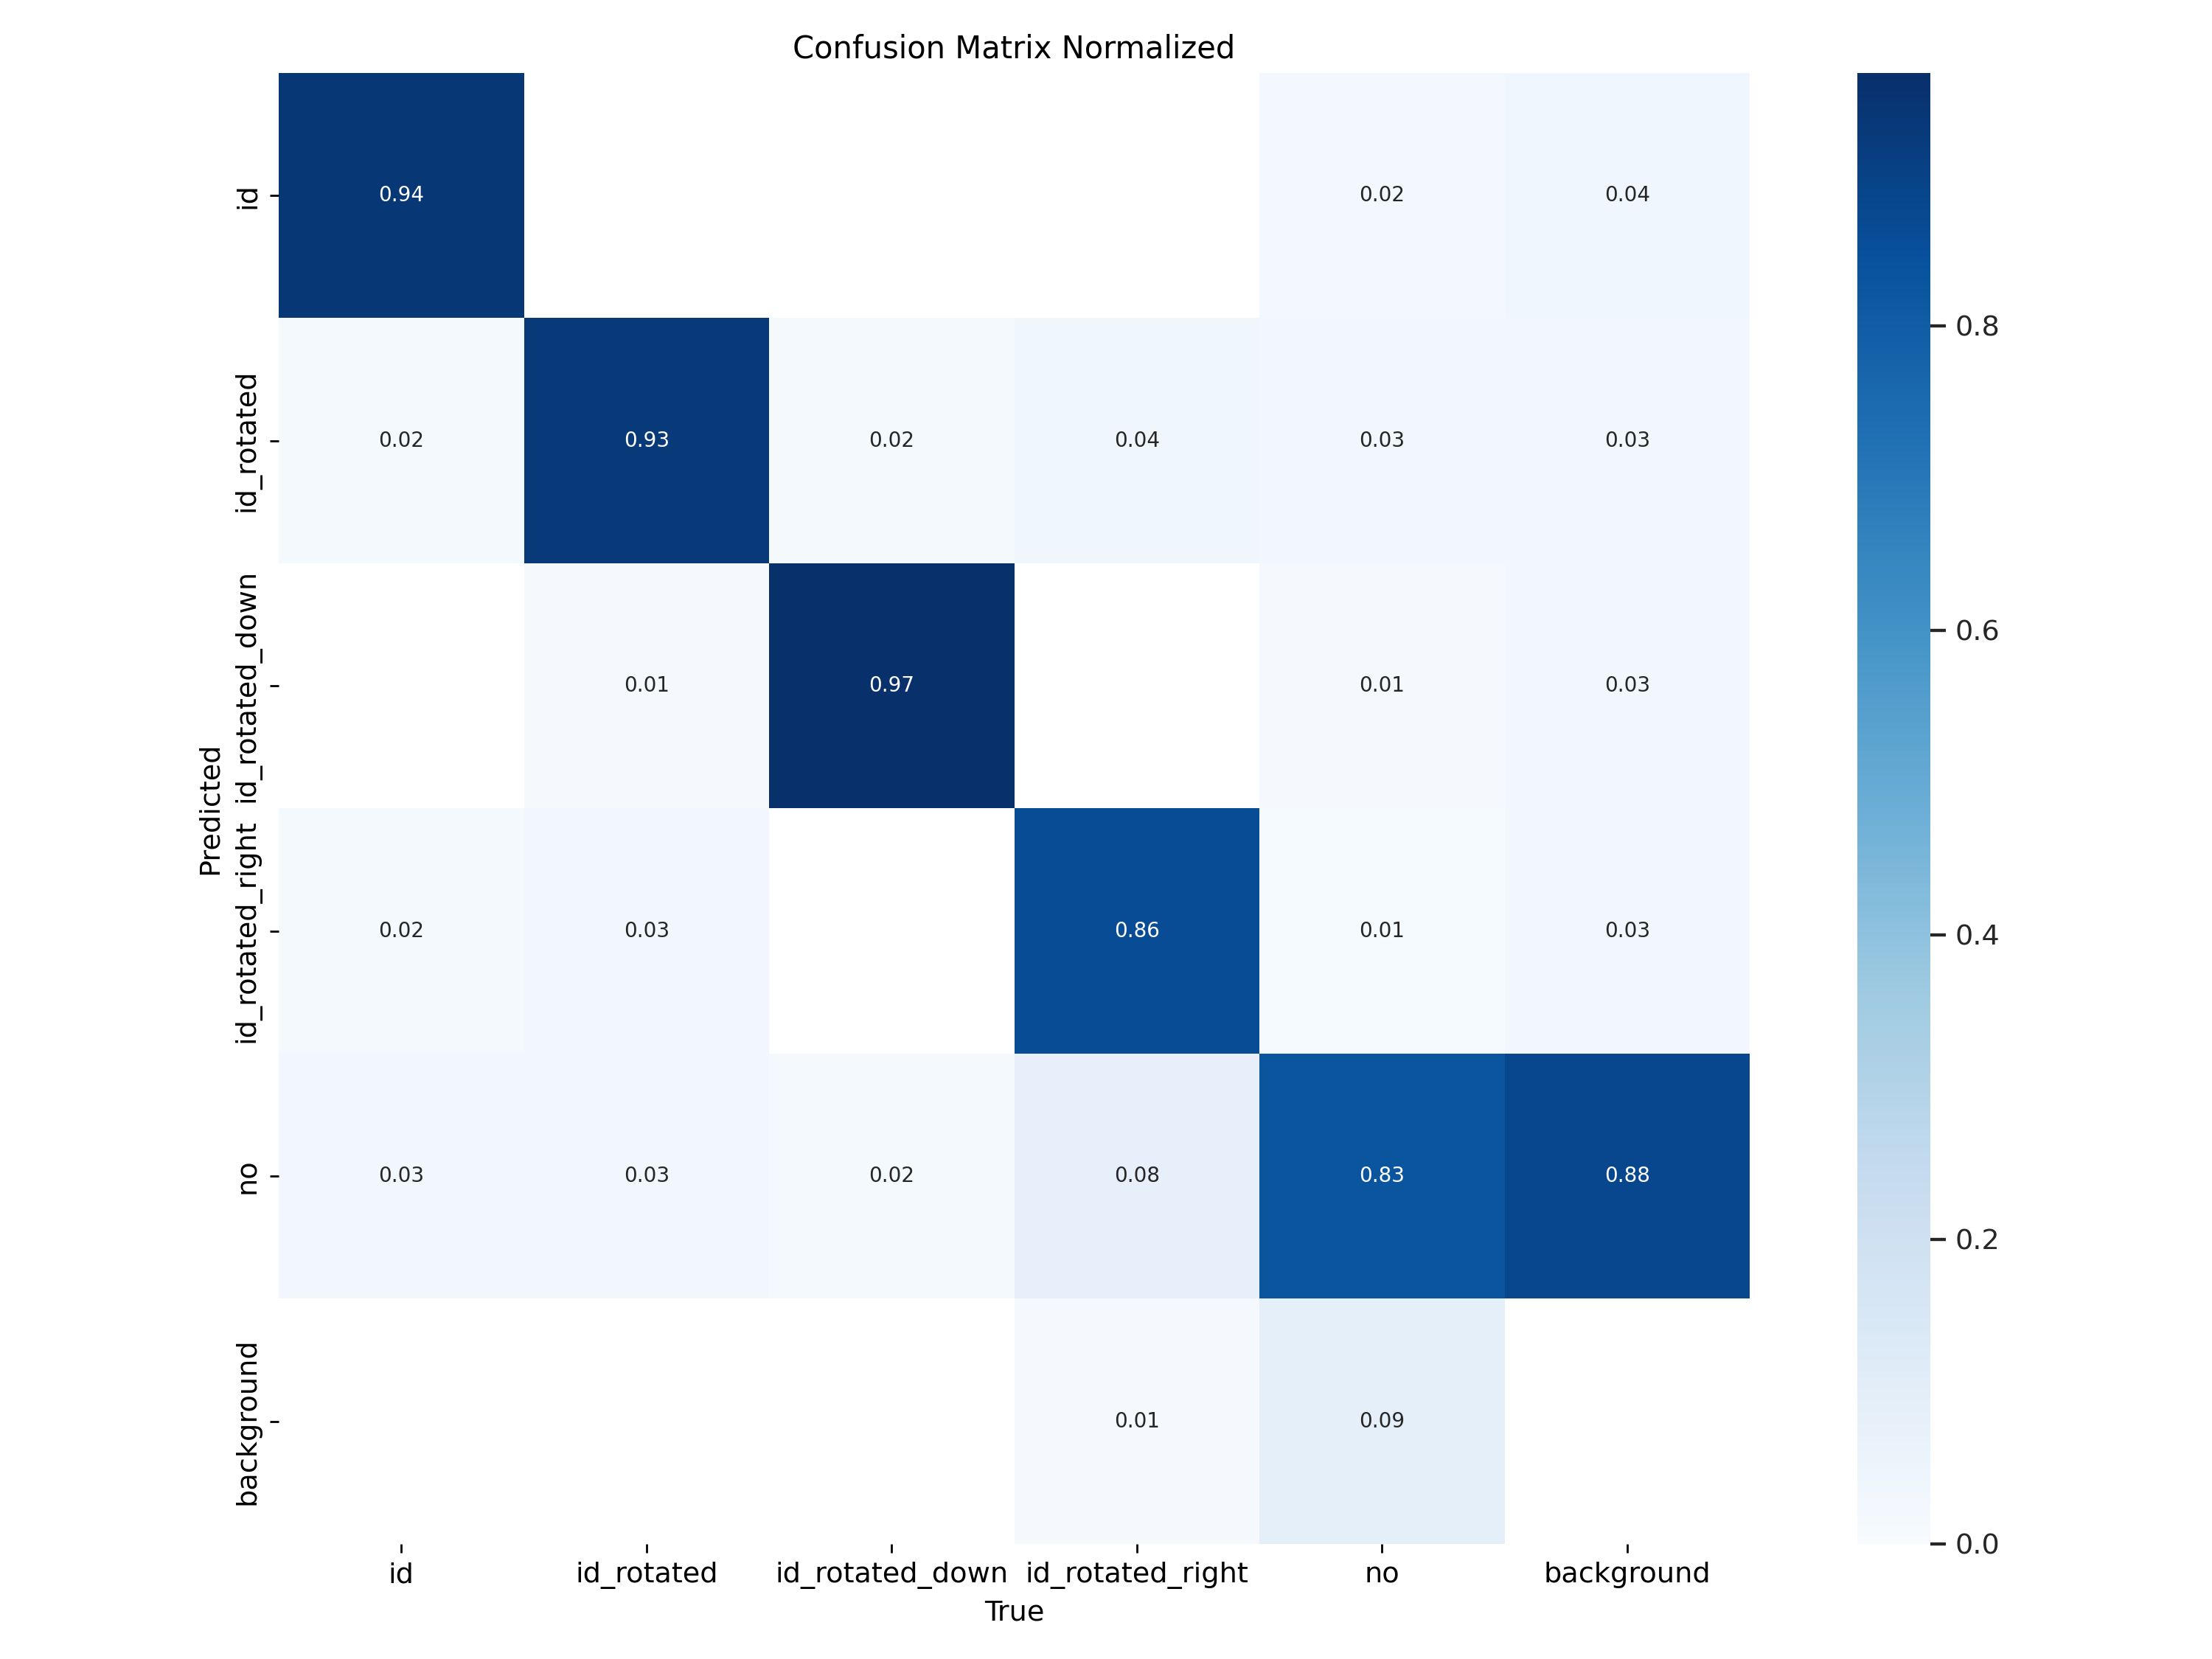 Confusion Matrix Normalized
id
0.94
0.02
0.04
0.8
id_rotated
0.02
0.93
0.02
0.04
0.03
0.03
0.6
id_rotated_down
0.01
0.97
0.01
0.03
Predicted
id_rotated_right
0.02
0.03
0.86
0.01
0.03
0.4
no
0.03
0.03
0.02
0.08
0.83
0.88
0.2
background
0.01
0.09
0.0
id
id_rotated
id_rotated_down
id_rotated_right
no
background
True